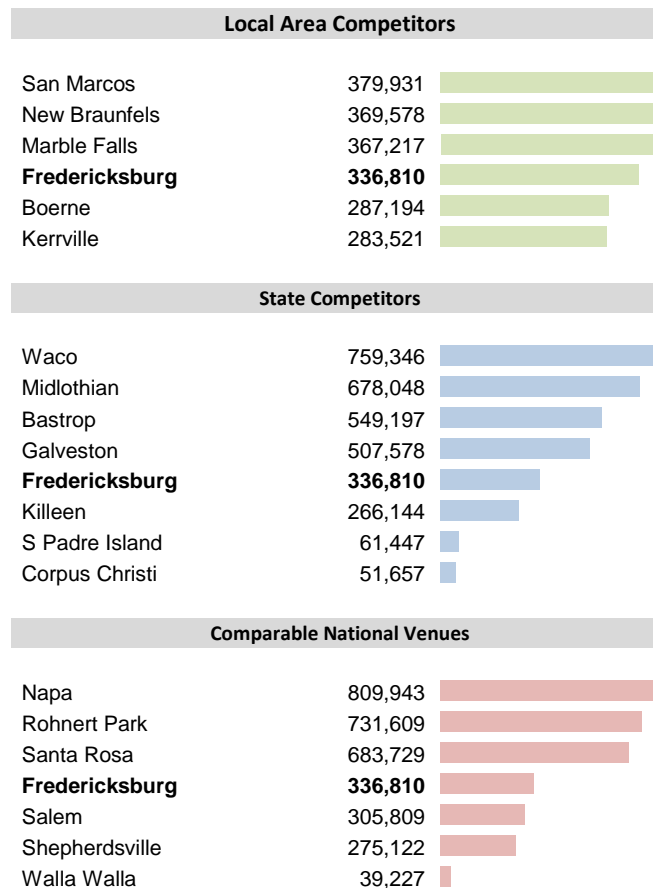 Local Area Competitors
San Marcos 379,931
New Braunfels 369,578
Marble Falls 367,217
Fredericksburg 336,810
Boerne 287,194
Kerrville 283,521
State Competitors
Waco 759,346
Midlothian 678,048
Bastrop 549,197
Galveston 507,578
Fredericksburg 336,810
Killeen 266,144
S Padre Island 61,447
Corpus Christi 51,657
Comparable National Venues
Napa 809,943
Rohnert Park 731,609
Santa Rosa 683,729
Fredericksburg 336,810
Salem 305,809
Shepherdsville 275,122
Walla Walla 39,227